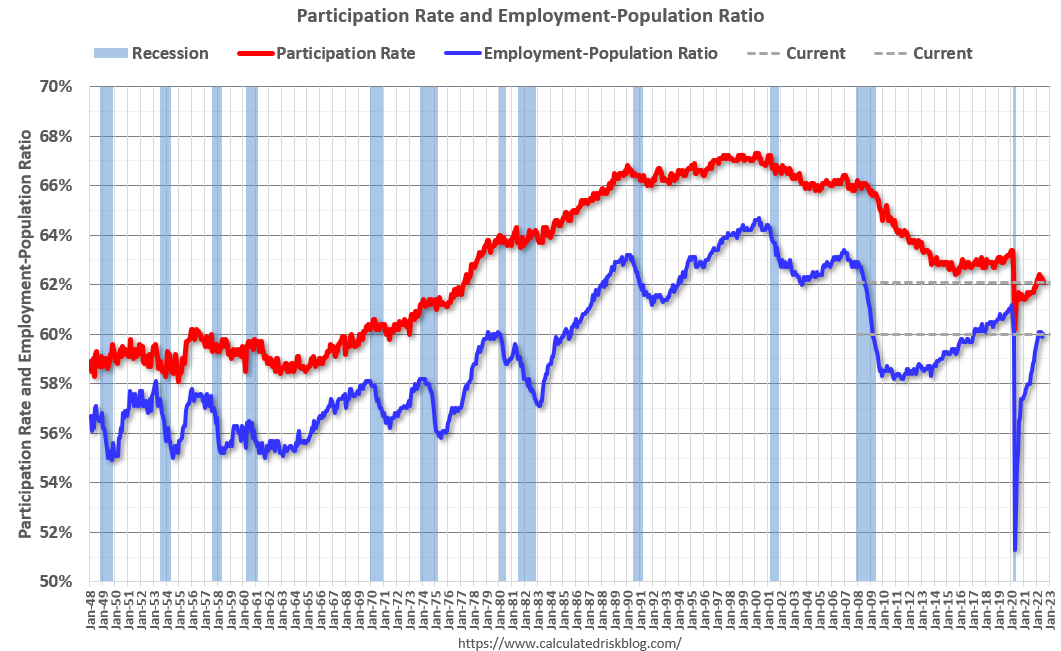 Participation Rate and Employment-Population Ratio
Recession Participation Rate Employment-Population Ratio Current Current
Participation Rate and Employment-Population Ratio
70%
68%
66%
64%
62%
60%
58%
56%
54%
52%
50%
Jan-48
Jan-49
Jan-50
Jan-51
Jan-52
Jan-53
Jan-54
Jan-55
Jan-56
Jan-57
Jan-58
Jan-59
Jan-60
Jan-61
Jan-62
Jan-63
Jan-64
Jan-65
Jan-66
Jan-67
Jan-68
Jan-69
Jan-70
Jan-71
Jan-72
Jan-73
Jan-74
Jan-75
Jan-76
Jan-77
Jan-78
Jan-79
Jan-80
Jan-81
Jan-82
Jan-83
Jan-84
Jan-85
Jan-86
Jan-87
Jan-88
Jan-89
Jan-90
Jan-91
Jan-92
Jan-93
Jan-94
Jan-95
Jan-96
Jan-97
Jan-98
Jan-99
Jan-00
Jan-01
Jan-02
Jan-03
Jan-04
Jan-05
Jan-06
Jan-07
Jan-08
Jan-09
Jan-10
Jan-11
Jan-12
Jan-13
Jan-14
Jan-15
Jan-16
Jan-17
Jan-18
Jan-19
Jan-20
Jan-21
Jan-22
Jan-23
https://www.calculatedriskblog.com/